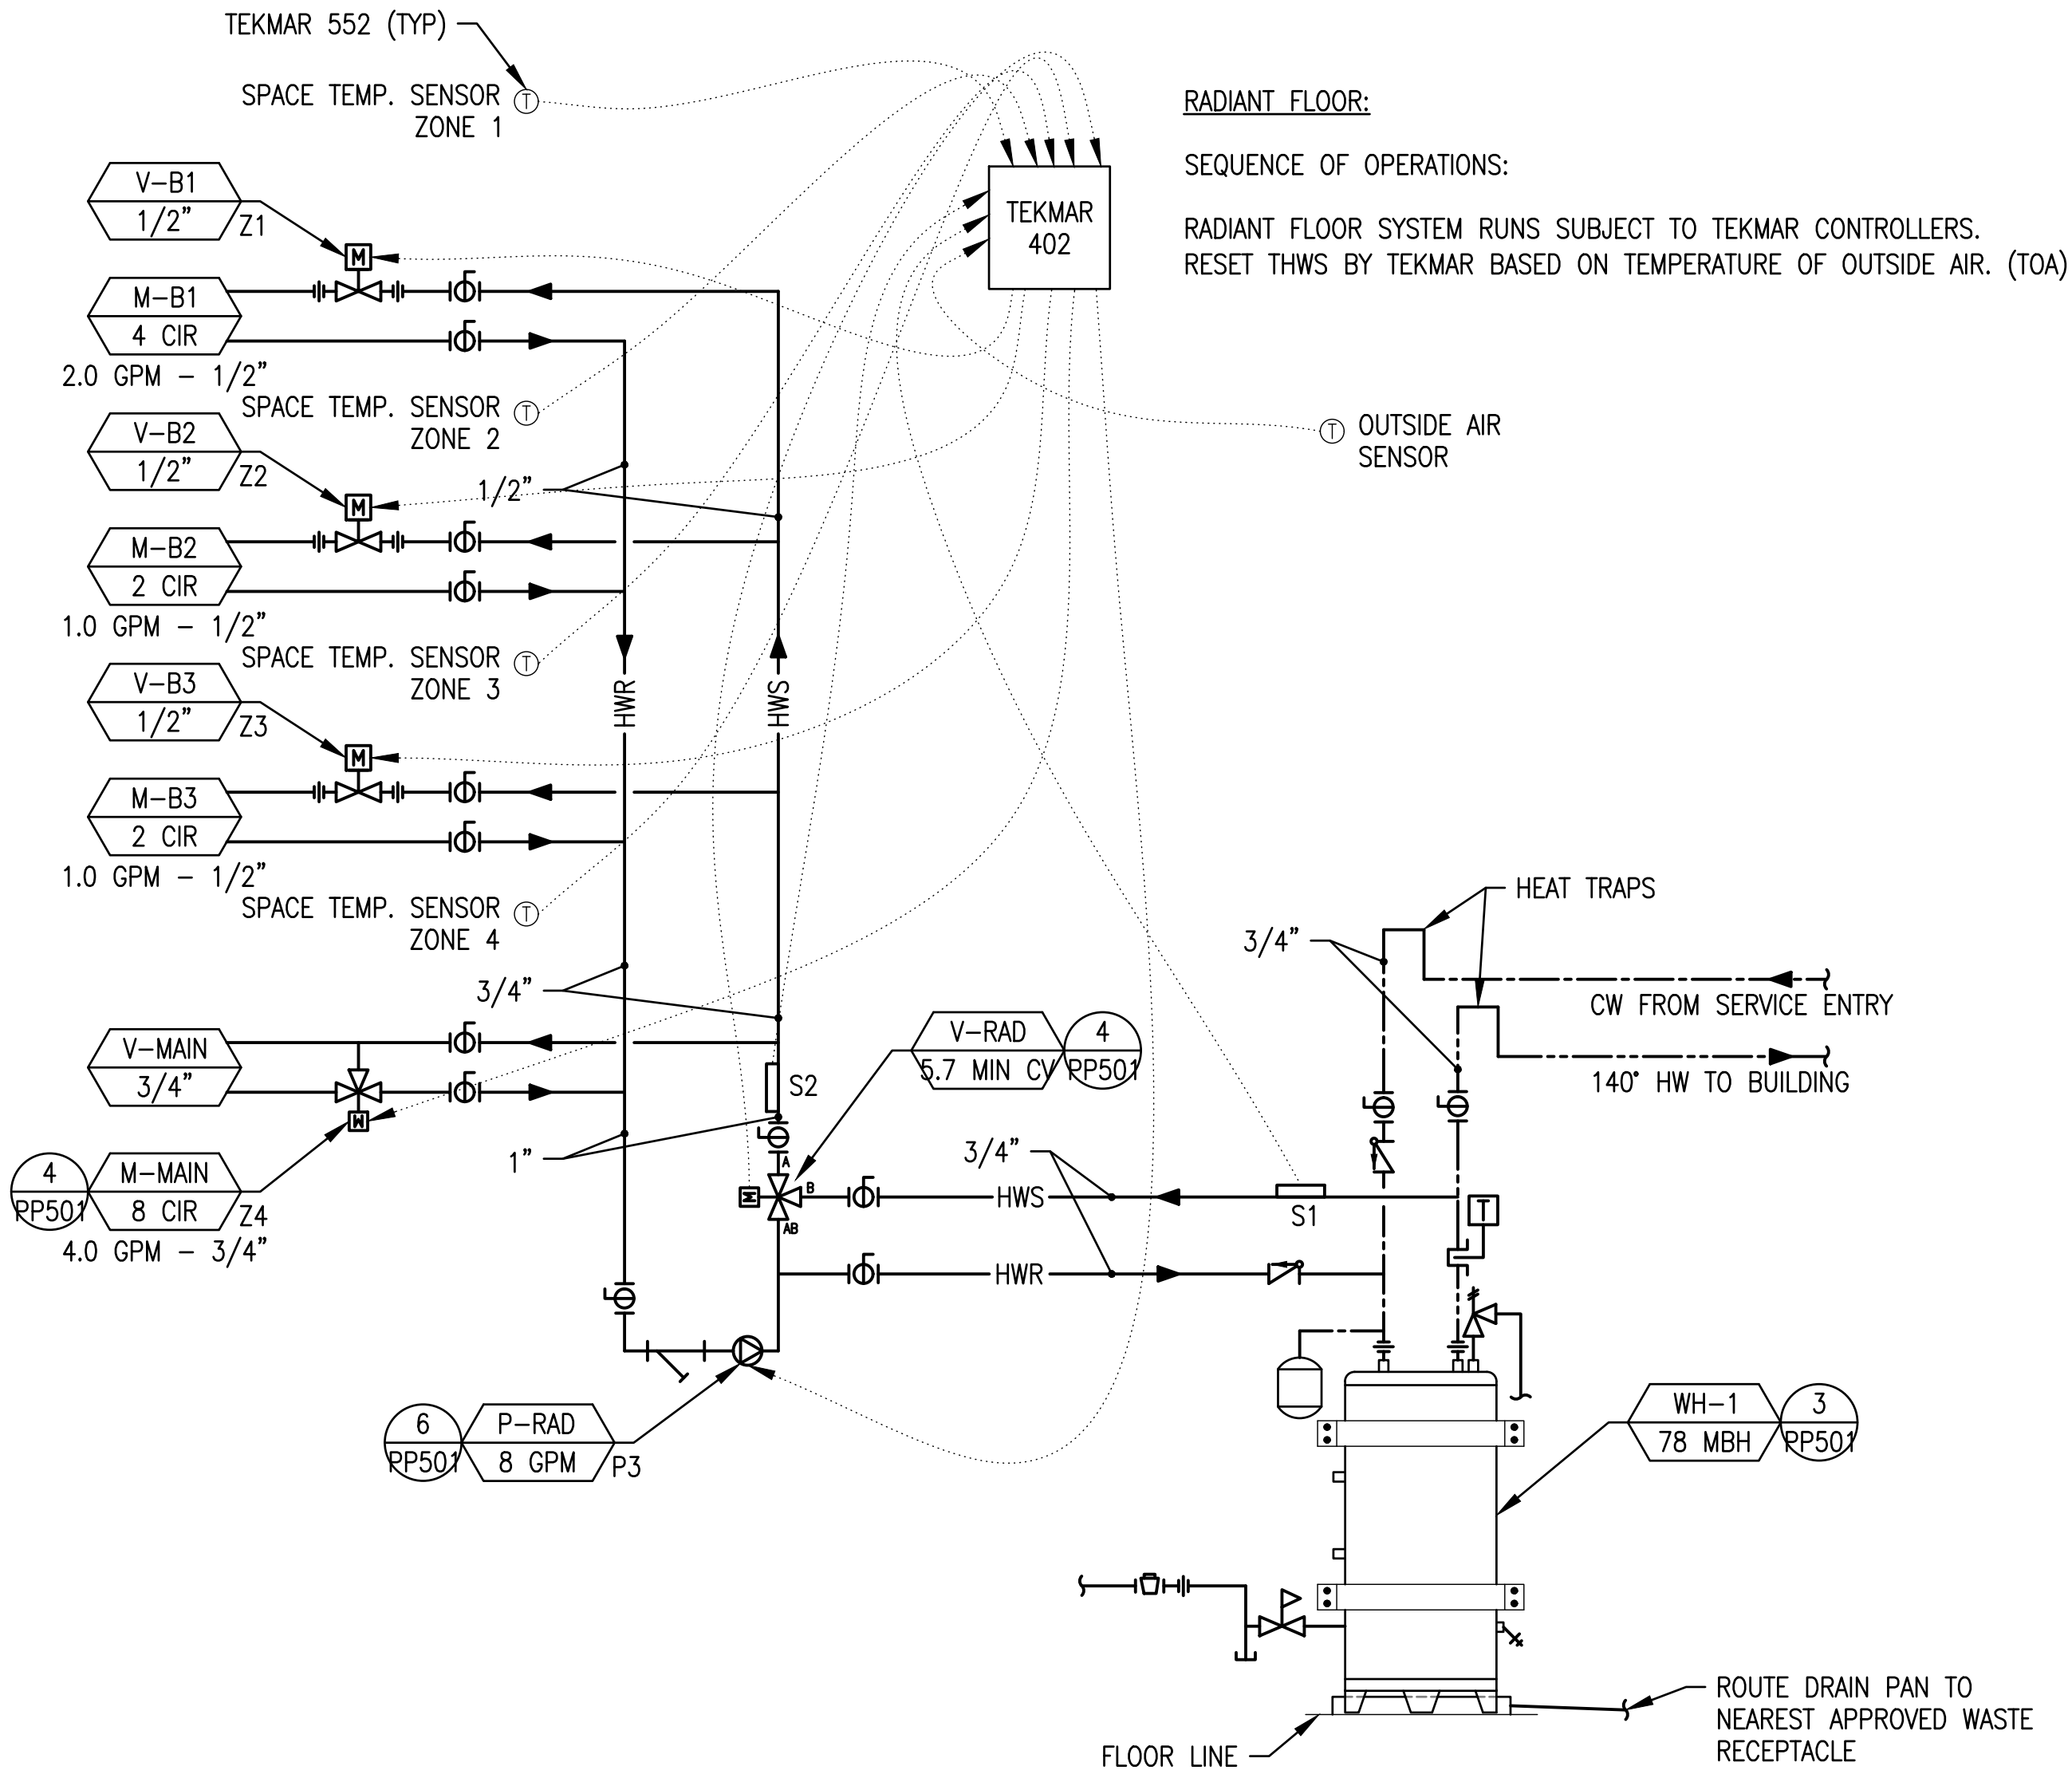 TEKMAR 552 (TYP)
SPACE TEMP. SENSOR T
ZONE 1
RADIANT FLOOR:
SEQUENCE OF OPERATIONS:
RADIANT FLOOR SYSTEM RUNS SUBJECT TO TEKMAR CONTROLLERS.
RESET THWS BY TEKMAR BASED ON TEMPERATURE OF OUTSIDE AIR. (TOA)
TEKMAR
402
V-B1
1/2"
Z1
M
M-B1
4 CIR
2.0 GPM - 1/2"
SPACE TEMP. SENSOR T
ZONE 2
T OUTSIDE AIR
SENSOR
V-B2
1/2"
Z2
M
1/2"
M-B2
2 CIR
1.0 GPM - 1/2"
SPACE TEMP. SENSOR T
ZONE 3
HWR
HWS
V-B3
1/2"
Z3
M
M-B3
2 CIR
1.0 GPM - 1/2"
SPACE TEMP. SENSOR T
ZONE 4
HEAT TRAPS
3/4"
CW FROM SERVICE ENTRY
140° HW TO BUILDING
3/4"
V-MAIN
3/4"
M
S2
V-RAD
5.7 MIN CV
4
PP501
1"
3/4"
4
PP501
M-MAIN
8 CIR
Z4
4.0 GPM - 3/4"
A
B
AB
M
HWS
S1
T
HWR
6
PP501
P-RAD
8 GPM
P3
WH-1
78 MBH
3
PP501
ROUTE DRAIN PAN TO
NEAREST APPROVED WASTE
RECEPTACLE
FLOOR LINE